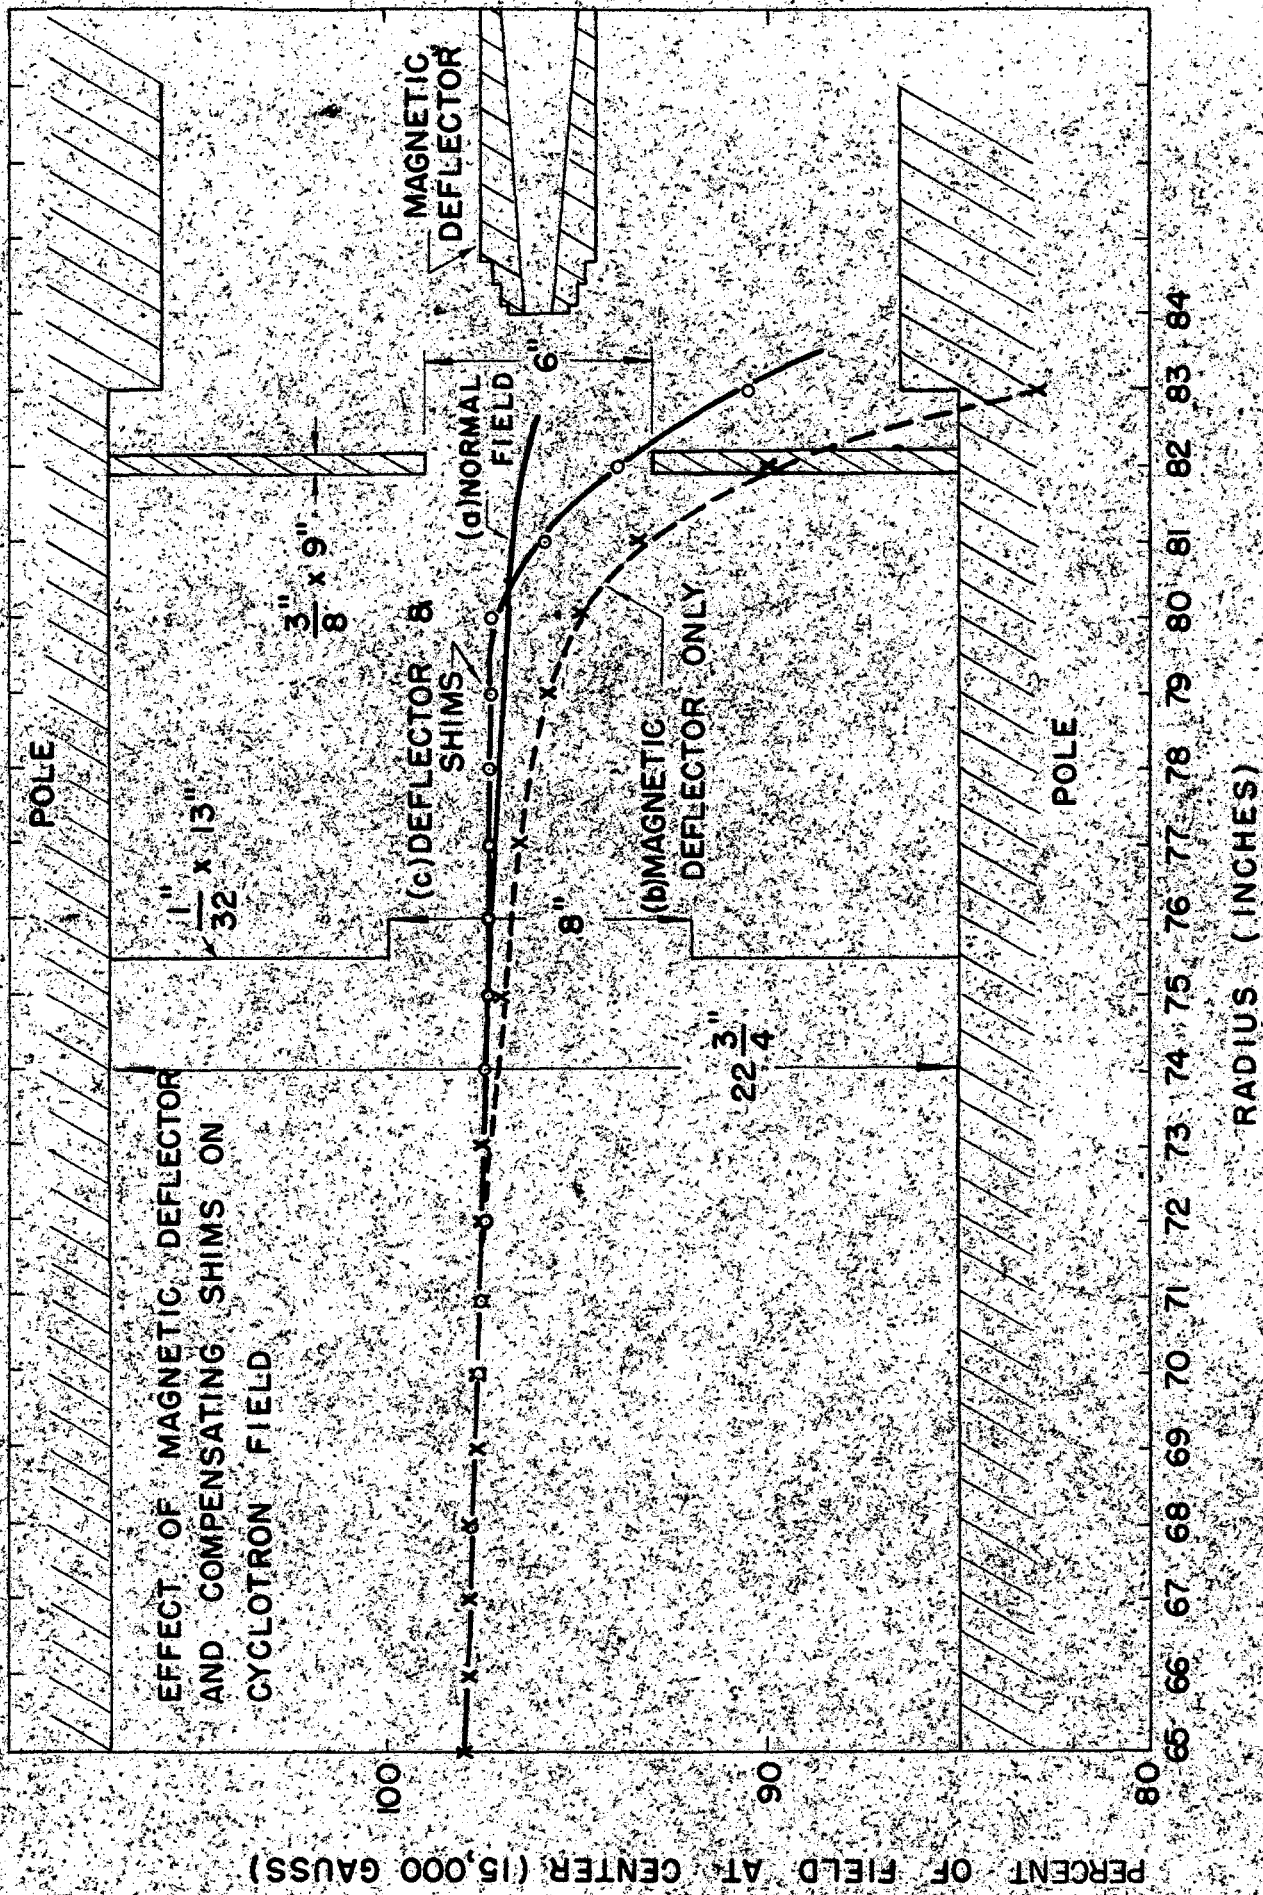 EFFECT OF MAGNETIC DEFLECTOR
AND COMPENSATING SHIMS ON
CYCLOTRON FIELD
POLE
1"/32 x 13"
3"/8 x 9"
(c) DEFLECTOR &
SHIMS
(a) NORMAL
FIELD
MAGNETIC
DEFLECTOR
6"
8"
22 3"/4
(b) MAGNETIC
DEFLECTOR ONLY
POLE
100
90
80
65 66 67 68 69 70 71 72 73 74 75 76 77 78 79 80 81 82 83 84
RADIUS (INCHES)
PERCENT OF FIELD AT CENTER (15,000 GAUSS)